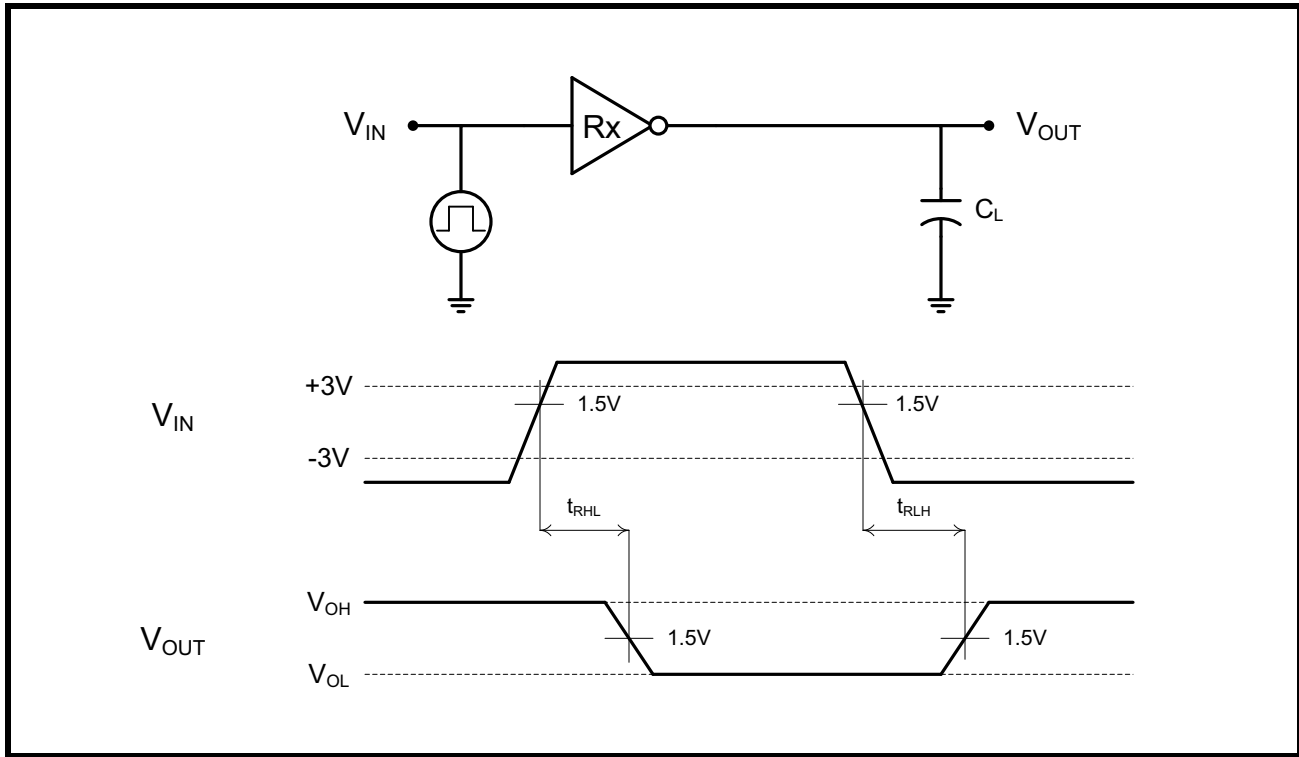 V_IN
Rx
V_OUT
C_L
+3V
1.5V
1.5V
V_IN
-3V
t_RHL
t_RLH
V_OH
V_OUT
1.5V
1.5V
V_OL